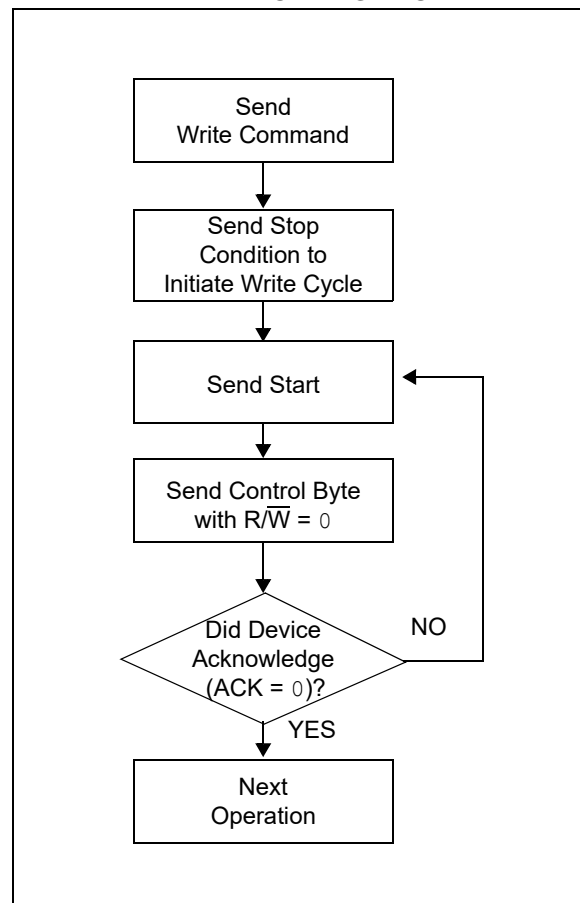 Send
Write Command
Send Stop
Condition to
Initiate Write Cycle
Send Start
Send Control Byte
with R/W̅ = 0
Did Device
Acknowledge
(ACK = 0)?
NO
YES
Next
Operation